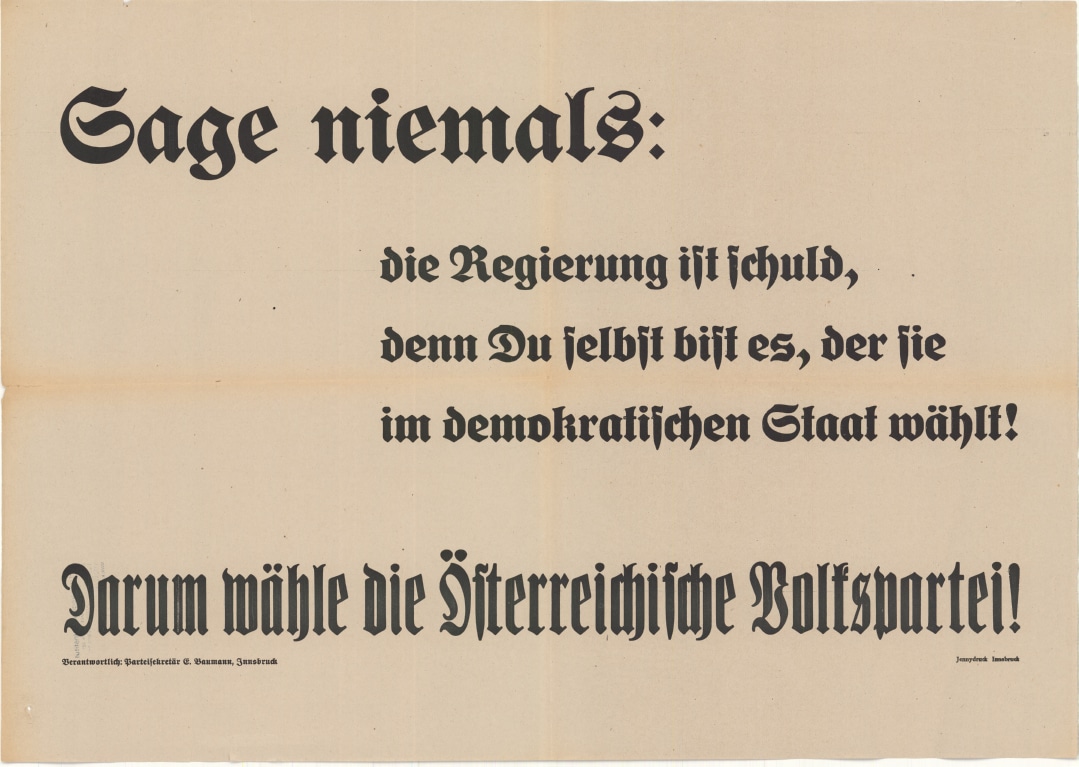 Sage niemals:
die Regierung ist schuld,
denn Du selbst bist es, der sie
im demokratischen Staat wählt!
Darum wähle die Österreichische Volkspartei!
Verantwortlich: Parteisekretär E. Baumann, Innsbruck
Jennydruck Innsbruck